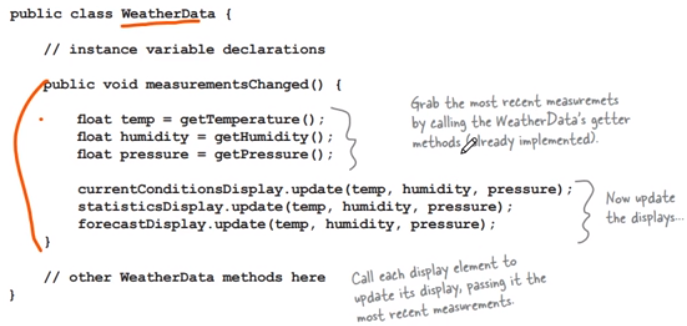 public class WeatherData {
// instance variable declarations
public void measurementsChanged() {
float temp = getTemperature();
float humidity = getHumidity();
float pressure = getPressure();
Grab the most recent measuremets
by calling the WeatherData's getter
methods (already implemented).
currentConditionsDisplay.update(temp, humidity, pressure);
statisticsDisplay.update(temp, humidity, pressure);
forecastDisplay.update(temp, humidity, pressure);
Now update
the displays...
}
// other WeatherData methods here
Call each display element to
update its display, passing it the
most recent measurements.
}